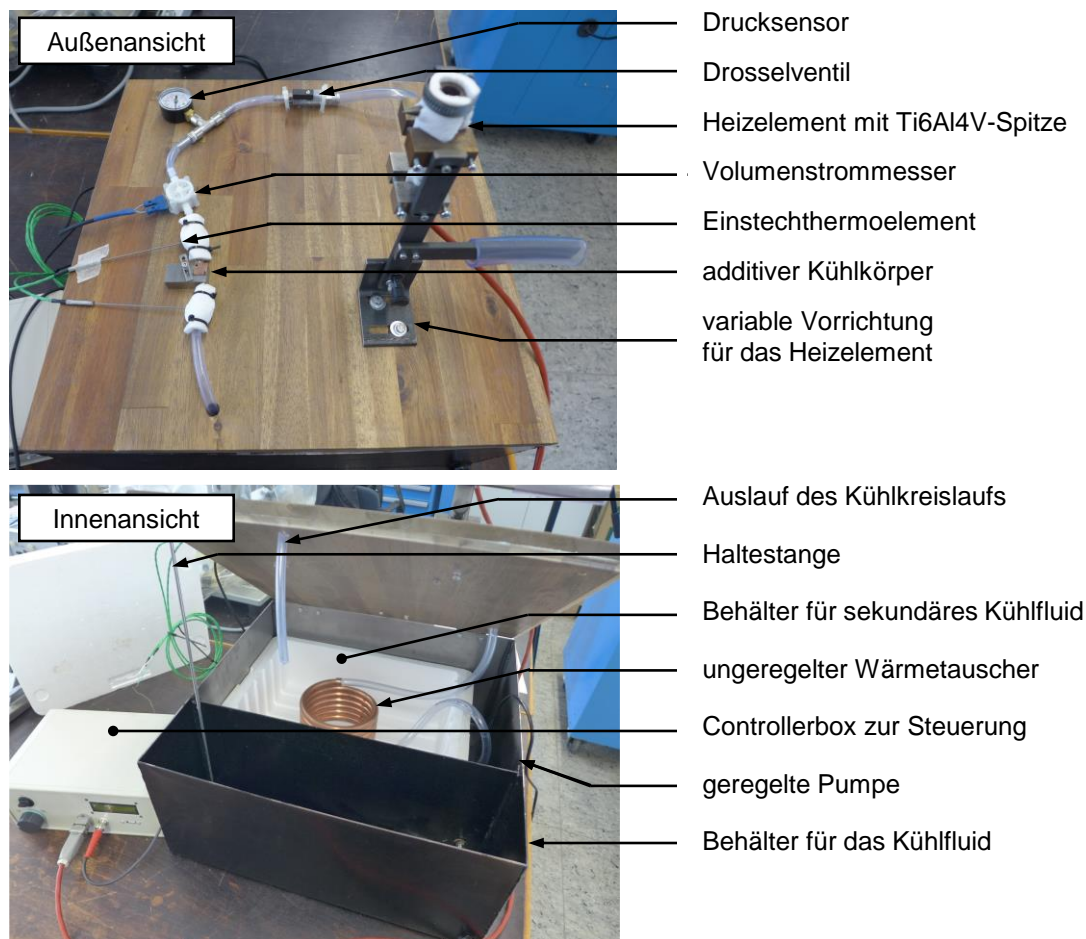 Außenansicht
Drucksensor
Drosselventil
Heizelement mit Ti6Al4V-Spitze
Volumenstrommesser
Einstechthermoelement
additiver Kühlkörper
variable Vorrichtung
für das Heizelement
Innenansicht
Auslauf des Kühlkreislaufs
Haltestange
Behälter für sekundäres Kühlfluid
ungeregelter Wärmetauscher
Controllerbox zur Steuerung
geregelte Pumpe
Behälter für das Kühlfluid